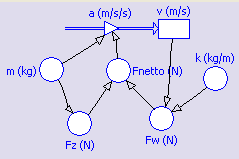 a (m/s/s) v (m/s)
k (kg/m)
m (kg) Fnetto (N)
Fz (N) Fw (N)